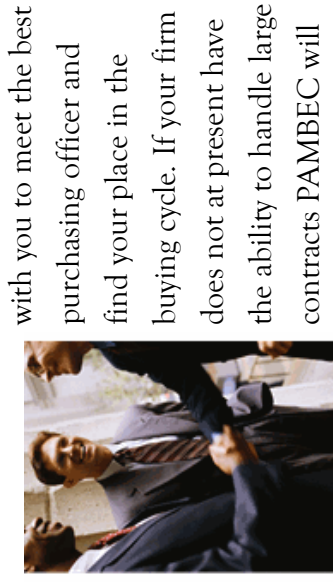 with you to meet the best
purchasing officer and
find your place in the
buying cycle. If your firm
does not at present have
the ability to handle large
contracts PAMBEC will